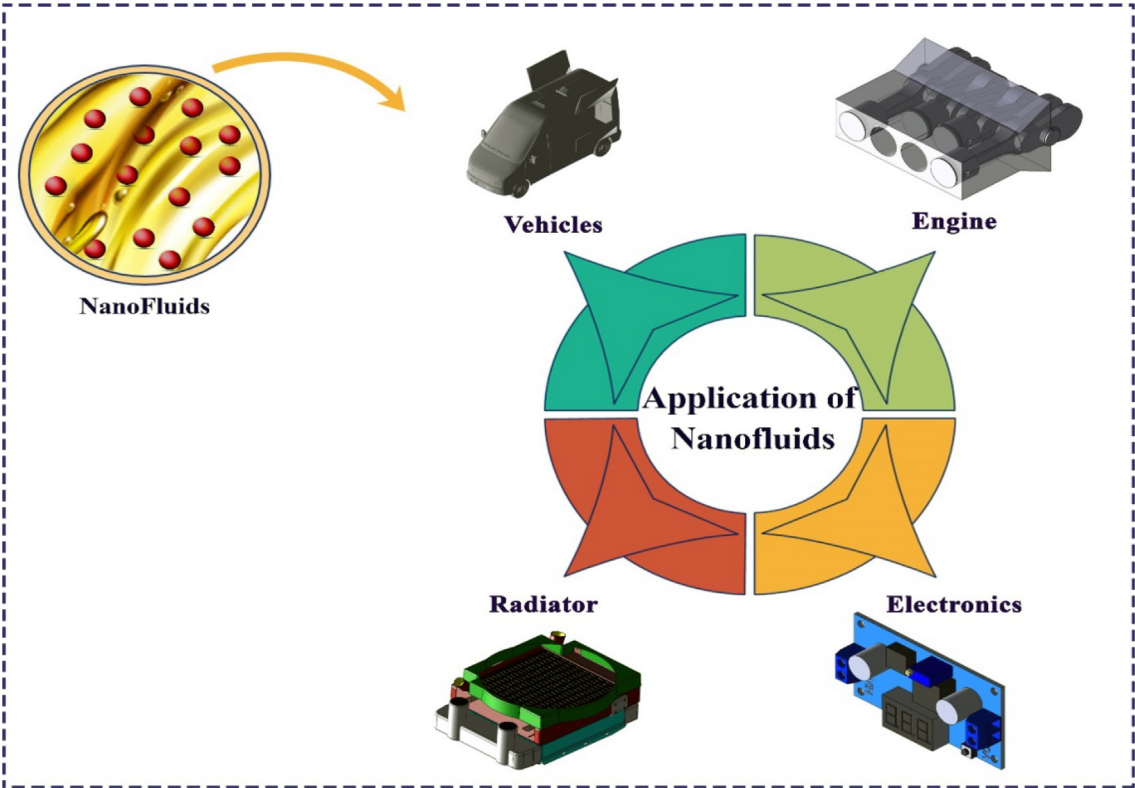 Vehicles
Engine
NanoFluids
Application of
Nanofluids
Radiator
Electronics